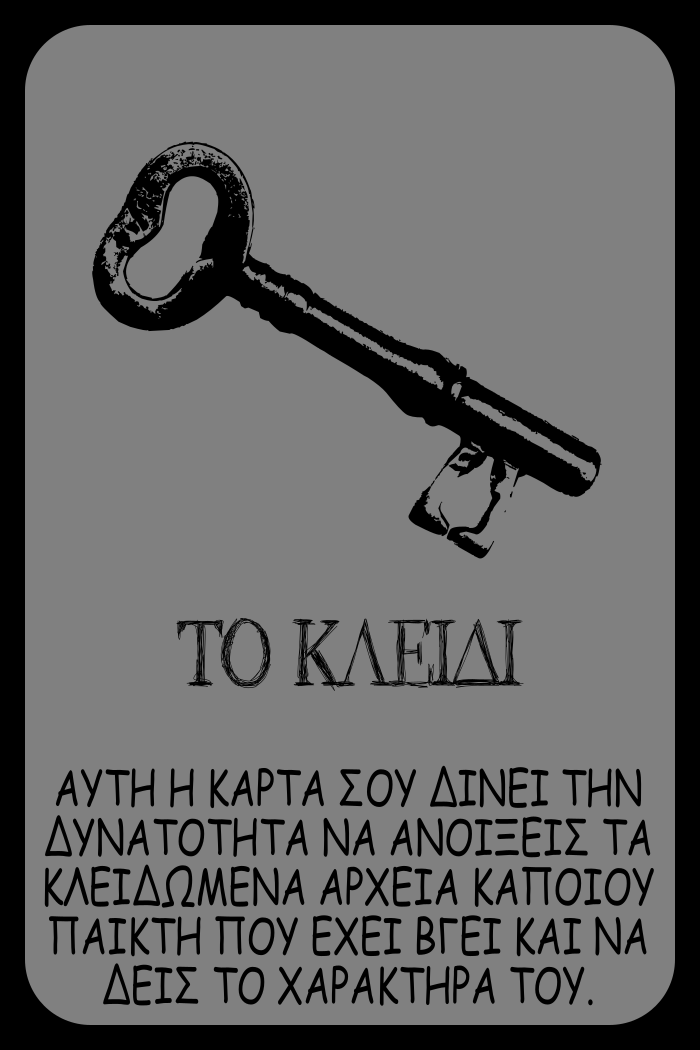 ΤΟ ΚΛΕΙΔΙ
ΑΥΤΗ Η ΚΑΡΤΑ ΣΟΥ ΔΙΝΕΙ ΤΗΝ
ΔΥΝΑΤΟΤΗΤΑ ΝΑ ΑΝΟΙΞΕΙΣ ΤΑ
ΚΛΕΙΔΩΜΕΝΑ ΑΡΧΕΙΑ ΚΑΠΟΙΟΥ
ΠΑΙΚΤΗ ΠΟΥ ΕΧΕΙ ΒΓΕΙ ΚΑΙ ΝΑ
ΔΕΙΣ ΤΟ ΧΑΡΑΚΤΗΡΑ ΤΟΥ.